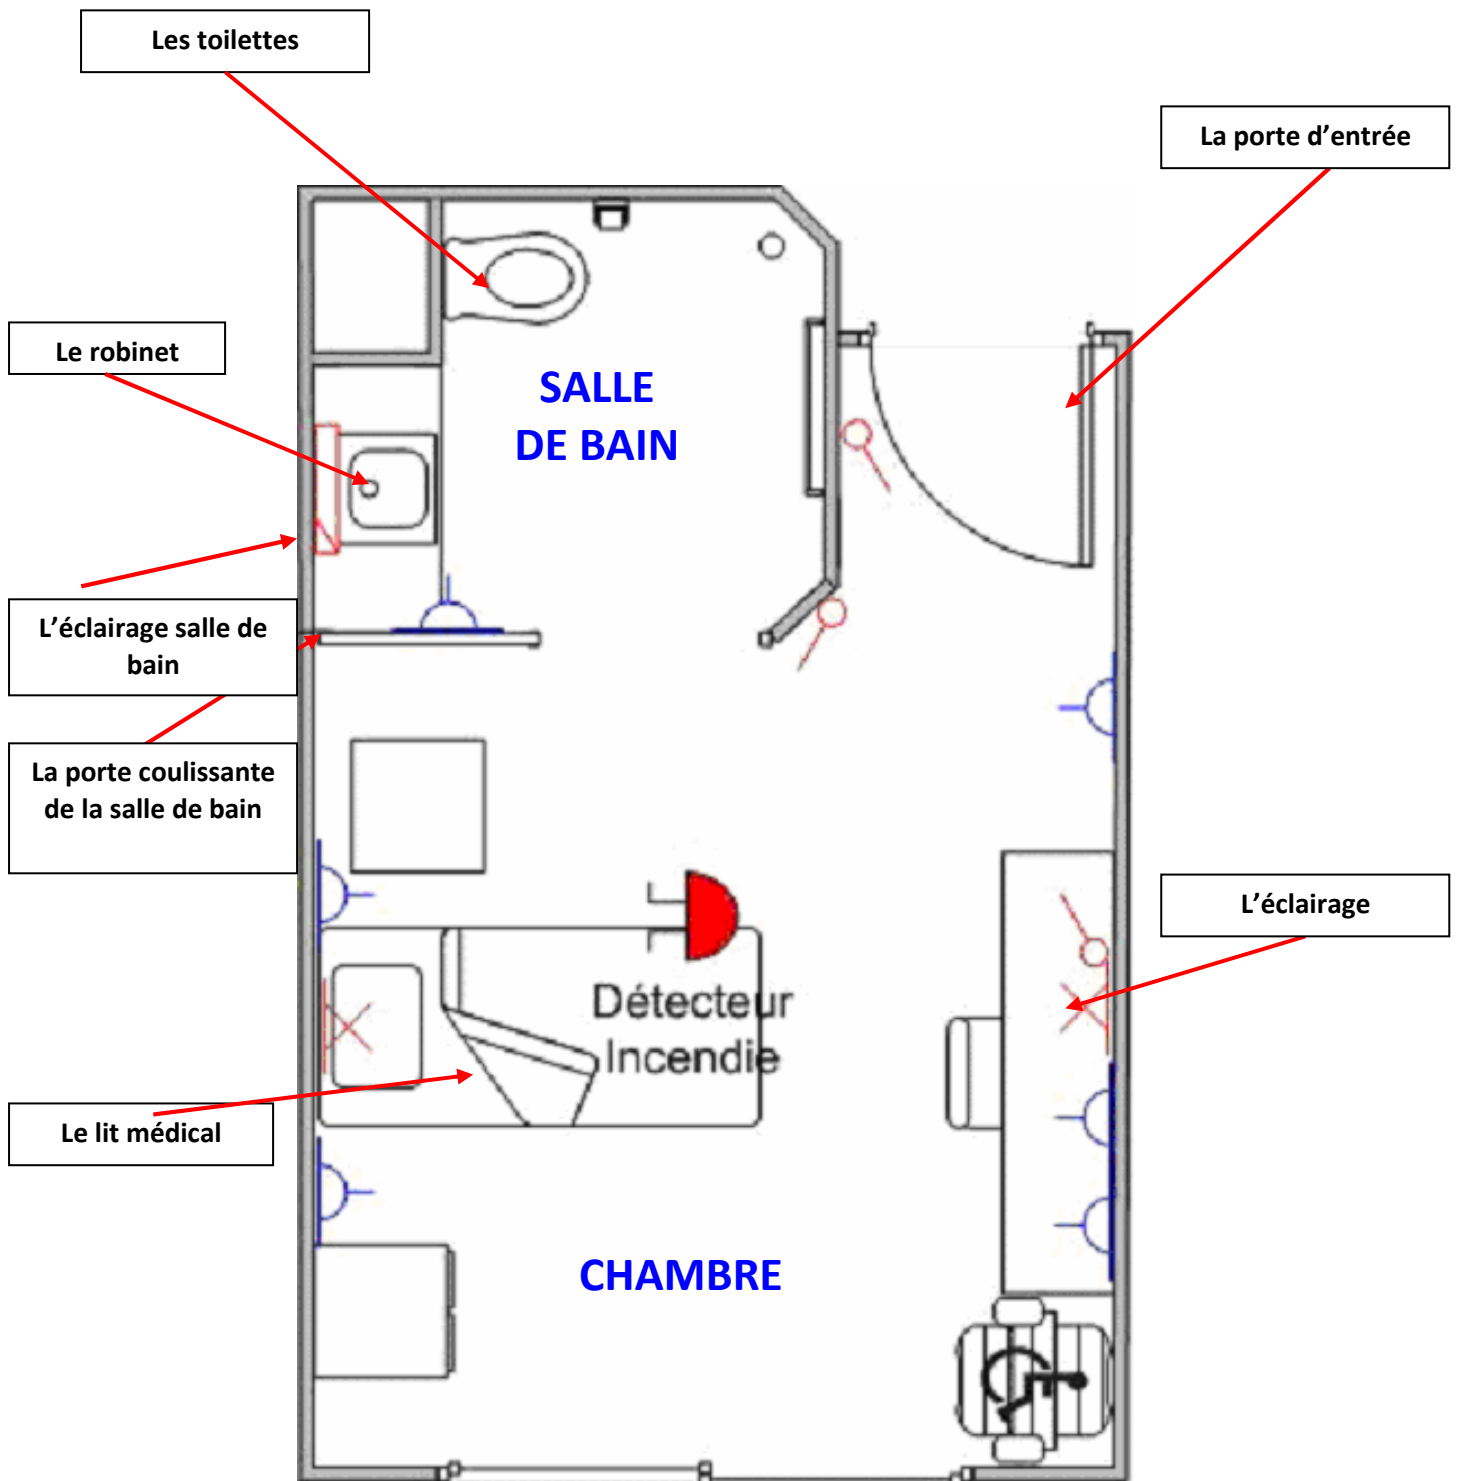 Les toilettes
La porte d’entrée
Le robinet
SALLE
DE BAIN
L’éclairage salle de
bain
La porte coulissante
de la salle de bain
L’éclairage
Détecteur
Incendie
Le lit médical
CHAMBRE